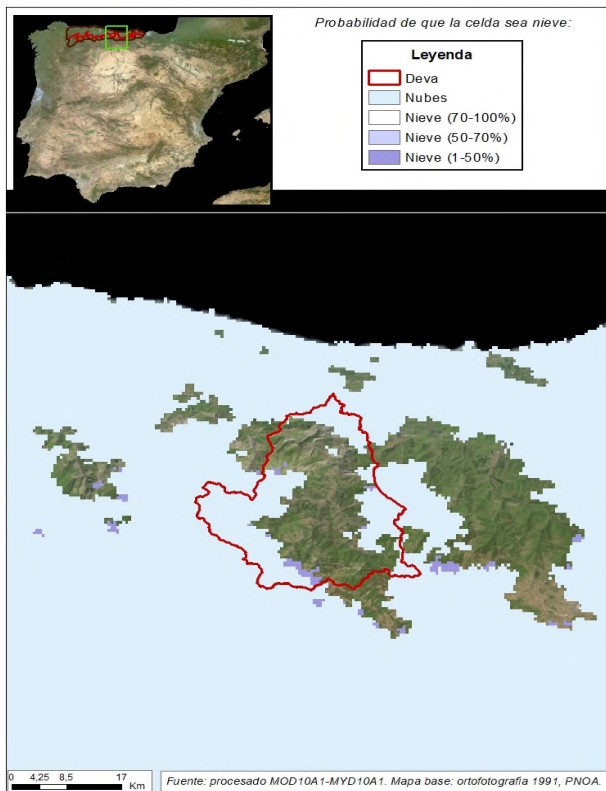 Probabilidad de que la celda sea nieve:
Leyenda
Deva
Nubes
Nieve (70-100%)
Nieve (50-70%)
Nieve (1-50%)
0 4,25 8,5 17
Km
Fuente: procesado MOD10A1-MYD10A1. Mapa base: ortofotografia 1991, PNOA.